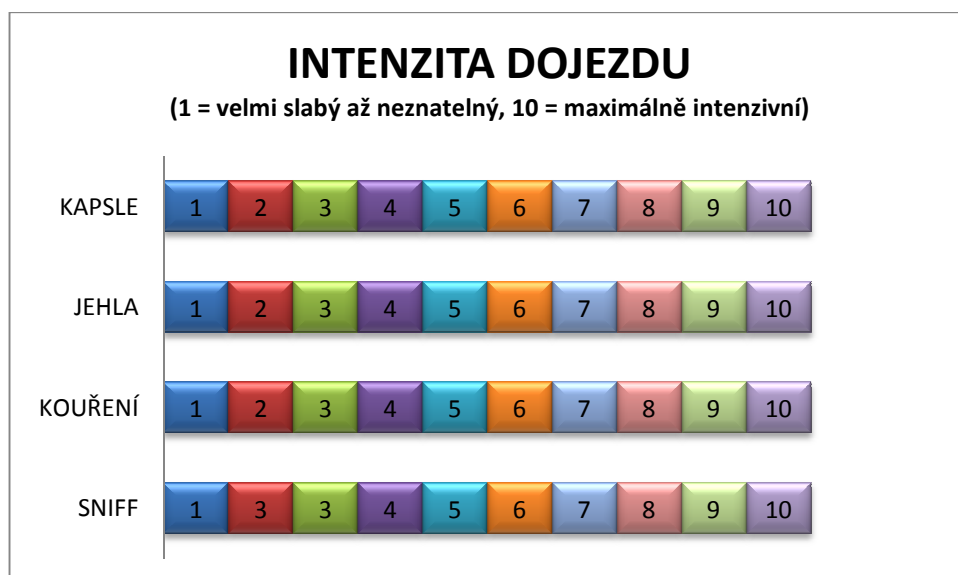 INTENZITA DOJEZDU
(1 = velmi slabý až neznatelný, 10 = maximálně intenzivní)
KAPSLE 1 2 3 4 5 6 7 8 9 10
JEHLA 1 2 3 4 5 6 7 8 9 10
KOUŘENÍ 1 2 3 4 5 6 7 8 9 10
SNIFF 1 3 3 4 5 6 7 8 9 10